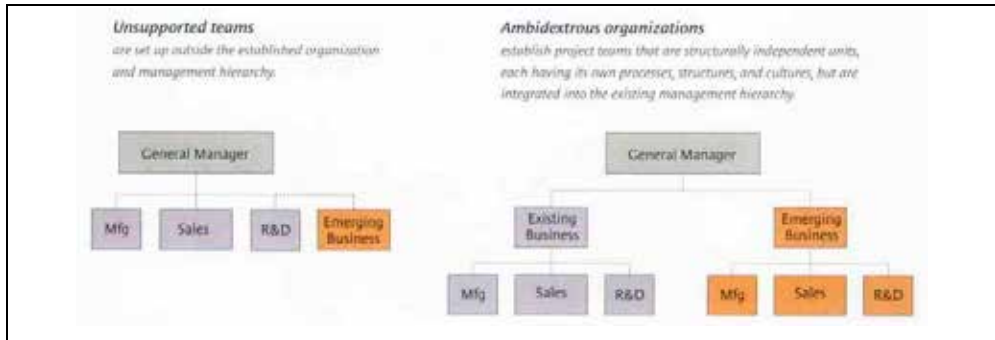 Unsupported teams
are set up outside the established organization
and management hierarchy.
General Manager
Mfg
Sales
R&D
Emerging
Business
Ambidextrous organizations
establish project teams that are structurally independent units,
each having its own processes, structures, and cultures, but are
integrated into the existing management hierarchy.
General Manager
Existing
Business
Emerging
Business
Mfg
Sales
R&D
Mfg
Sales
R&D